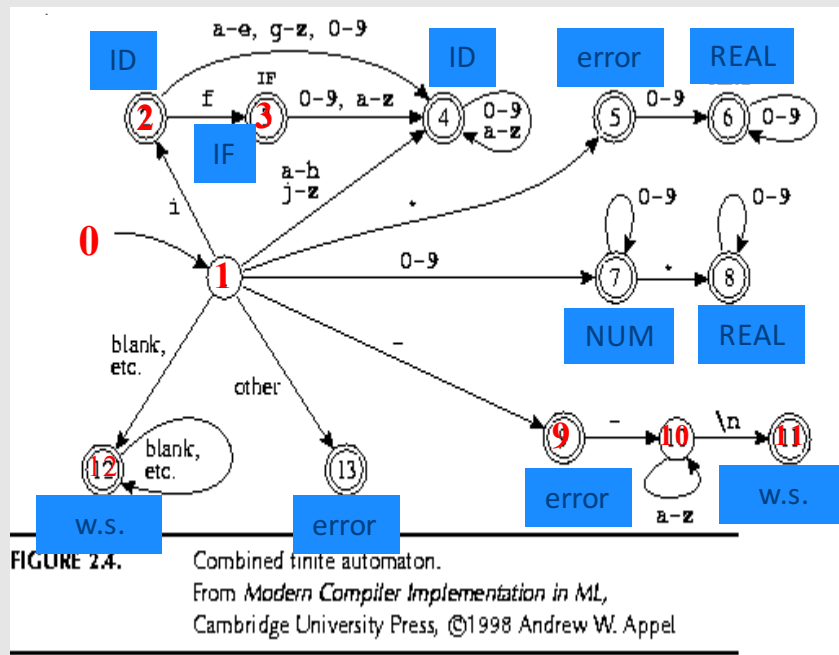 a-e, g-z, 0-9
ID
ID
error
REAL
IF
f
0-9, a-z
0-9
a-z
0-9
0-9
2
3
4
5
6
IF
a-h
j-z
.
i
0-9
0-9
0
1
0-9
7
.
8
NUM
REAL
blank,
etc.
other
-
-
\n
9
10
11
12
blank,
etc.
13
a-z
error
w.s.
w.s.
error
FIGURE 2.4.
Combined finite automaton.
From Modern Compiler Implementation in ML,
Cambridge University Press, ©1998 Andrew W. Appel